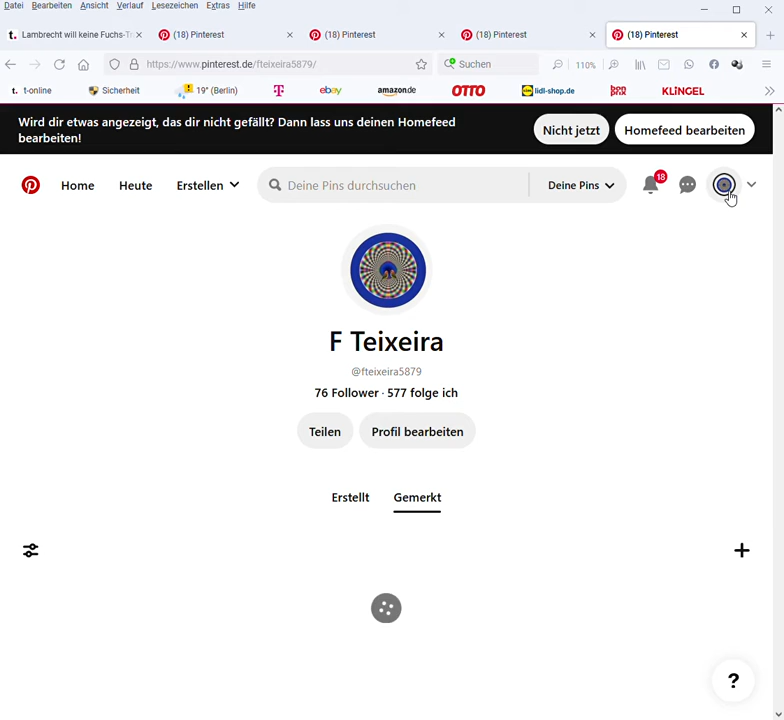 Datei Bearbeiten Ansicht Verlauf Lesezeichen Extras Hilfe
t. Lambrecht will keine Fuchs-T
(18) Pinterest
(18) Pinterest
(18) Pinterest
(18) Pinterest
https://www.pinterest.de/fteixeira5879/
Suchen
110%
t. t-online
Sicherheit
19° (Berlin)
T
ebay
amazon.de
OTTO
lidl-shop.de
bon prix
KLiNGEL
Wird dir etwas angezeigt, das dir nicht gefällt? Dann lass uns deinen Homefeed
bearbeiten!
Nicht jetzt
Homefeed bearbeiten
Home
Heute
Erstellen
Deine Pins durchsuchen
Deine Pins
18
F Teixeira
@fteixeira5879
76 Follower · 577 folge ich
Teilen
Profil bearbeiten
Erstellt
Gemerkt
?